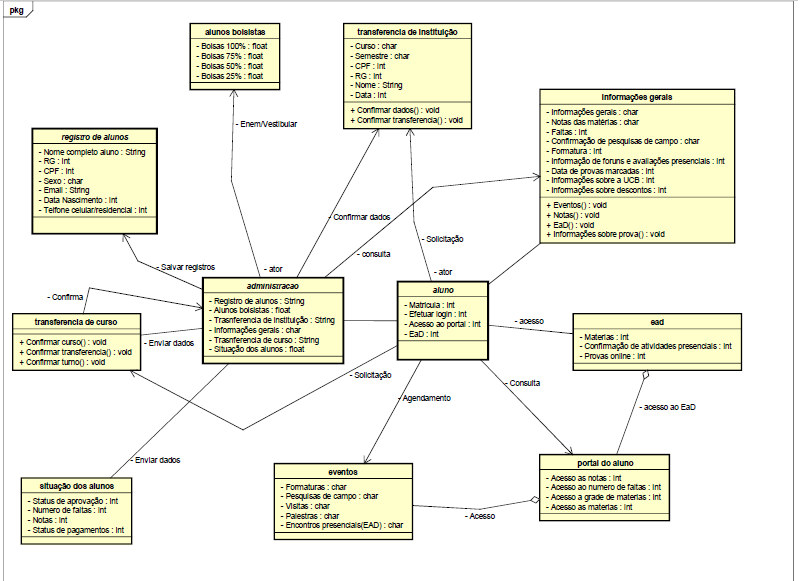 pkg
alunos bolsistas
- Bolsas 100% : float
- Bolsas 75% : float
- Bolsas 50% : float
- Bolsas 25% : float
transferencia de instituição
- Curso : char
- Semestre : char
- CPF : int
- RG : int
- Nome : String
- Data : int
+ Confirmar dados() : void
+ Confirmar transferencia() : void
informações gerais
- Informações gerais : char
- Notas das matérias : char
- Faltas : int
- Confirmação de pesquisas de campo : char
- Formatura : int
- Informação de foruns e availações presenciais : int
- Data de provas marcadas : int
- Informações sobre a UCB : int
- Informações sobre descontos : int
+ Eventos() : void
+ Notas() : void
+ EaD() : void
+ Informações sobre prova() : void
registro de alunos
- Nome completo aluno : String
- RG : int
- CPF : int
- Sexo : char
- Email : String
- Data Nascimento : int
- Telfone celular/residencial : int
- Enem/Vestibular
- Confirmar dados
- Solicitação
- consulta
- Salvar registros
- ator
- ator
- Confirma
administracao
- Registro de alunos : String
- Alunos bolsistas : float
- Trasnferencia de instituição : String
- Informações gerais : char
- Trasnferencia de curso : String
- Situação dos alunos : float
aluno
- Matricula : int
- Efetuar login : int
- Acesso ao portal : int
- EaD : int
transferencia de curso
+ Confirmar curso() : void
+ Confirmar transferencia() : void
+ Confirmar turno() : void
- Enviar dados
- acesso
ead
- Materias : int
- Confirmação de atividades presenciais : int
- Provas online : int
- Solicitação
- Consulta
- Agendamento
- acesso ao EaD
- Enviar dados
situação dos alunos
- Status de aprovação : int
- Numero de faltas : int
- Notas : int
- Status de pagamentos : int
eventos
- Formaturas : char
- Pesquisas de campo : char
- Visitas : char
- Palestras : char
- Encontros presenciais(EAD) : char
- Acesso
portal do aluno
- Acesso as notas : int
- Acesso ao numero de faltas : int
- Acesso a grade de materias : int
- Acesso as materias : int